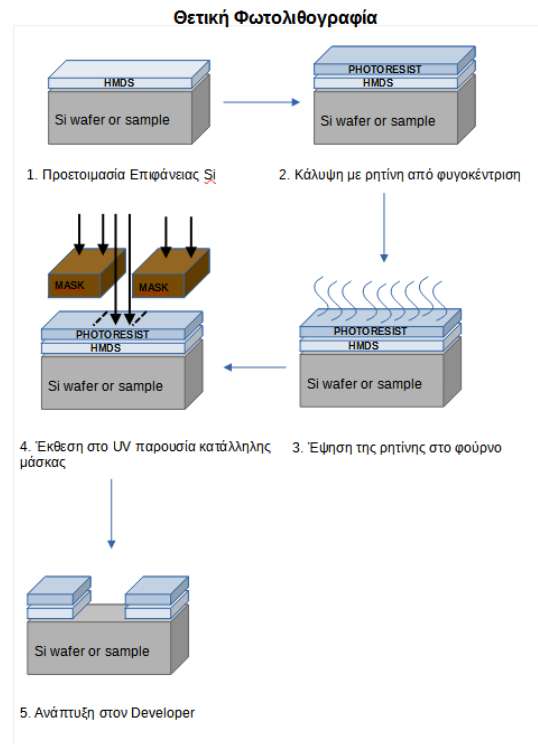 Θετική Φωτολιθογραφία
HMDS
Si wafer or sample
1. Προετοιμασία Επιφάνειας Si
PHOTORESIST
HMDS
Si wafer or sample
2. Κάλυψη με ρητίνη από φυγοκέντριση
PHOTORESIST
HMDS
Si wafer or sample
3. Έψηση της ρητίνης στο φούρνο
MASK
MASK
PHOTORESIST
HMDS
Si wafer or sample
4. Έκθεση στο UV παρουσία κατάλληλης
μάσκας
Si wafer or sample
5. Ανάπτυξη στον Developer